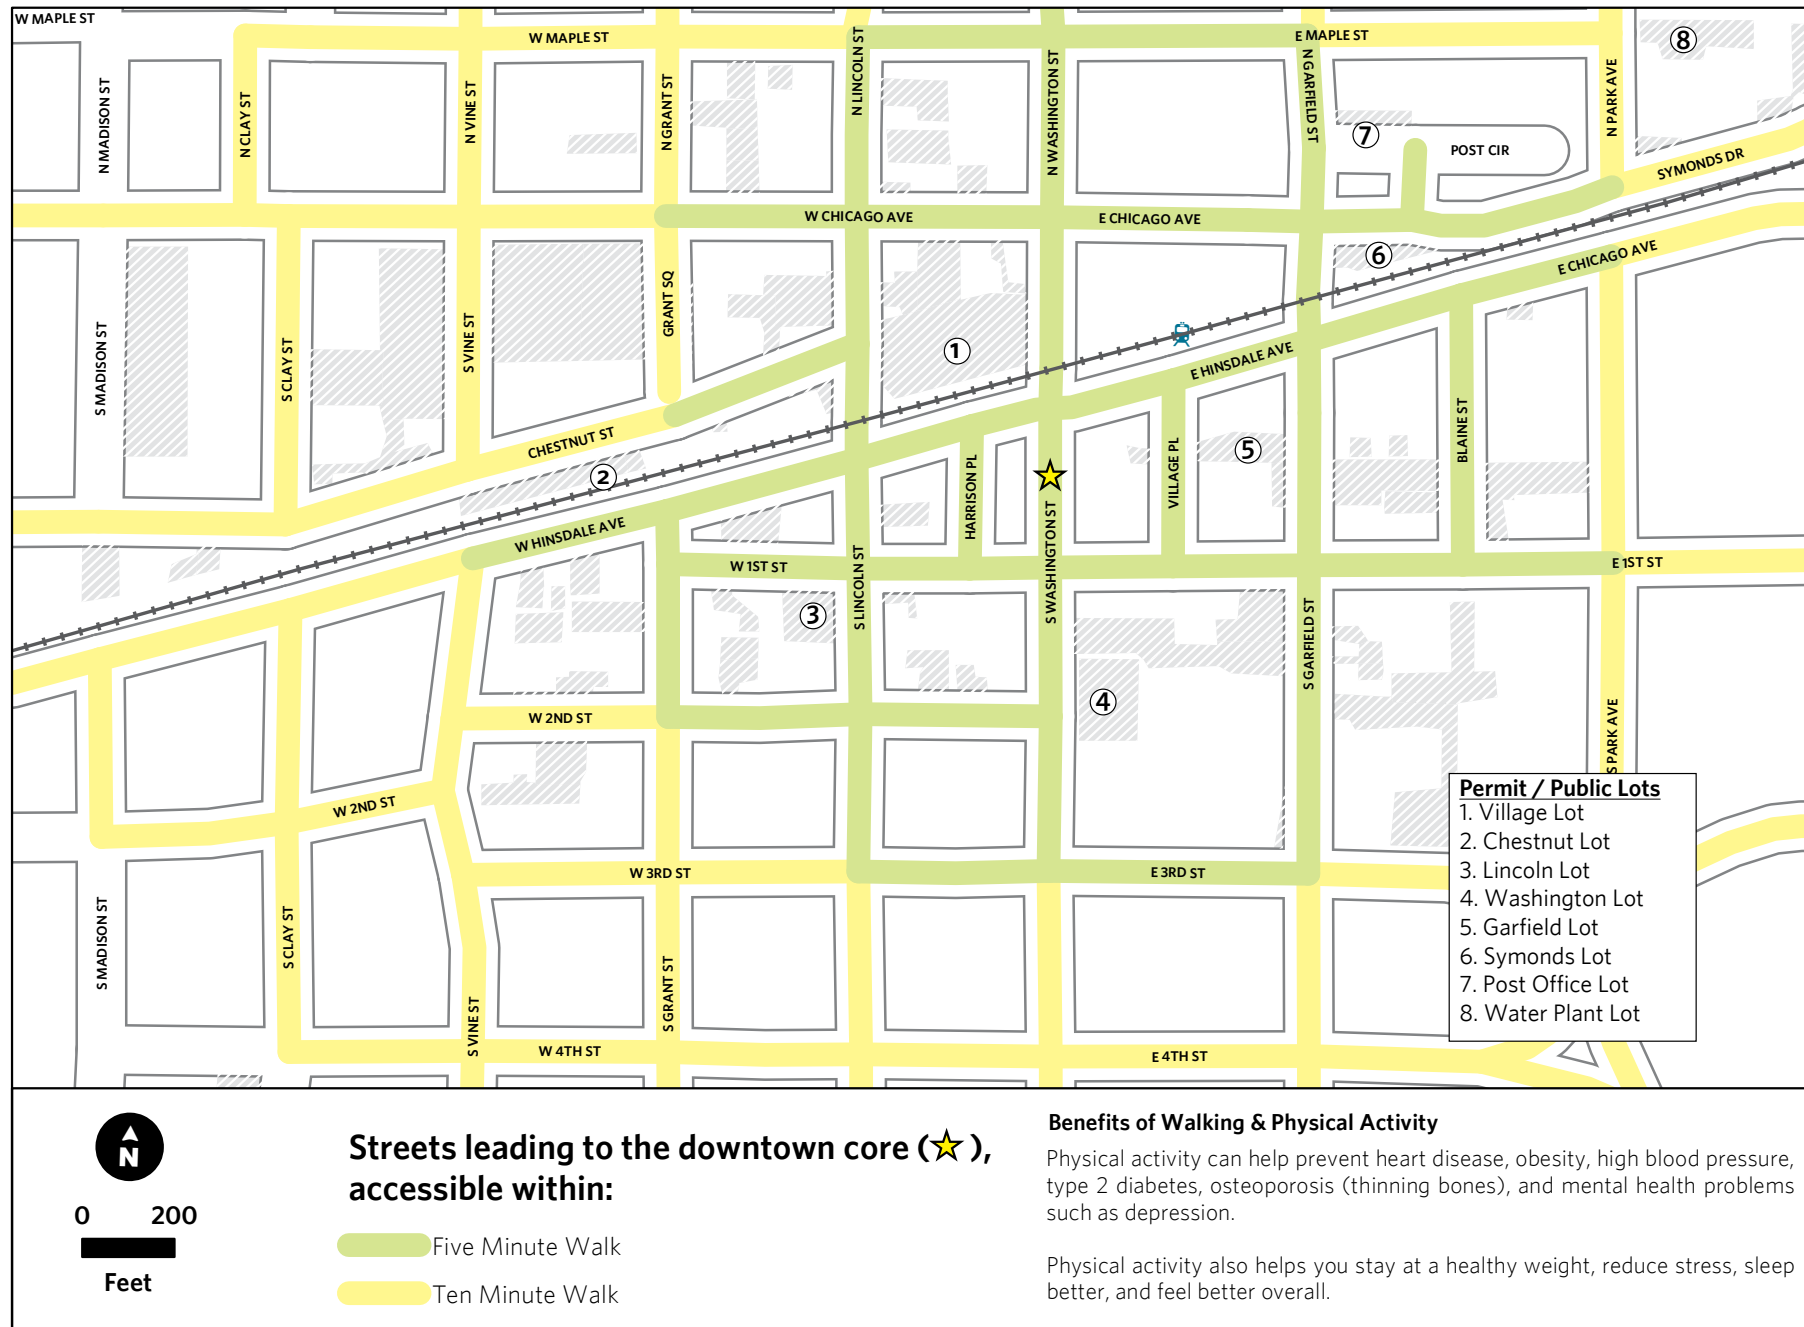 W MAPLE ST
W MAPLE ST
E MAPLE ST
N MADISON ST
N CLAY ST
N VINE ST
N GRANT ST
N LINCOLN ST
N WASHINGTON ST
N GARFIELD ST
N PARK AVE
8
7
POST CIR
SYMONDS DR
W CHICAGO AVE
E CHICAGO AVE
6
E CHICAGO AVE
S MADISON ST
S CLAY ST
S VINE ST
GRANT SQ
1
E HINSDALE AVE
CHESTNUT ST
2
HARRISON PL
VILLAGE PL
5
BLAINE ST
W HINSDALE AVE
W 1ST ST
E 1ST ST
S LINCOLN ST
S WASHINGTON ST
S GARFIELD ST
3
4
W 2ND ST
W 2ND ST
S PARK AVE
W 3RD ST
E 3RD ST
S MADISON ST
S CLAY ST
S VINE ST
S GRANT ST
W 4TH ST
E 4TH ST
Permit / Public Lots
1. Village Lot
2. Chestnut Lot
3. Lincoln Lot
4. Washington Lot
5. Garfield Lot
6. Symonds Lot
7. Post Office Lot
8. Water Plant Lot
N
0 200
Feet
Streets leading to the downtown core (★),
accessible within:
Five Minute Walk
Ten Minute Walk
Benefits of Walking & Physical Activity
Physical activity can help prevent heart disease, obesity, high blood pressure,
type 2 diabetes, osteoporosis (thinning bones), and mental health problems
such as depression.
Physical activity also helps you stay at a healthy weight, reduce stress, sleep
better, and feel better overall.